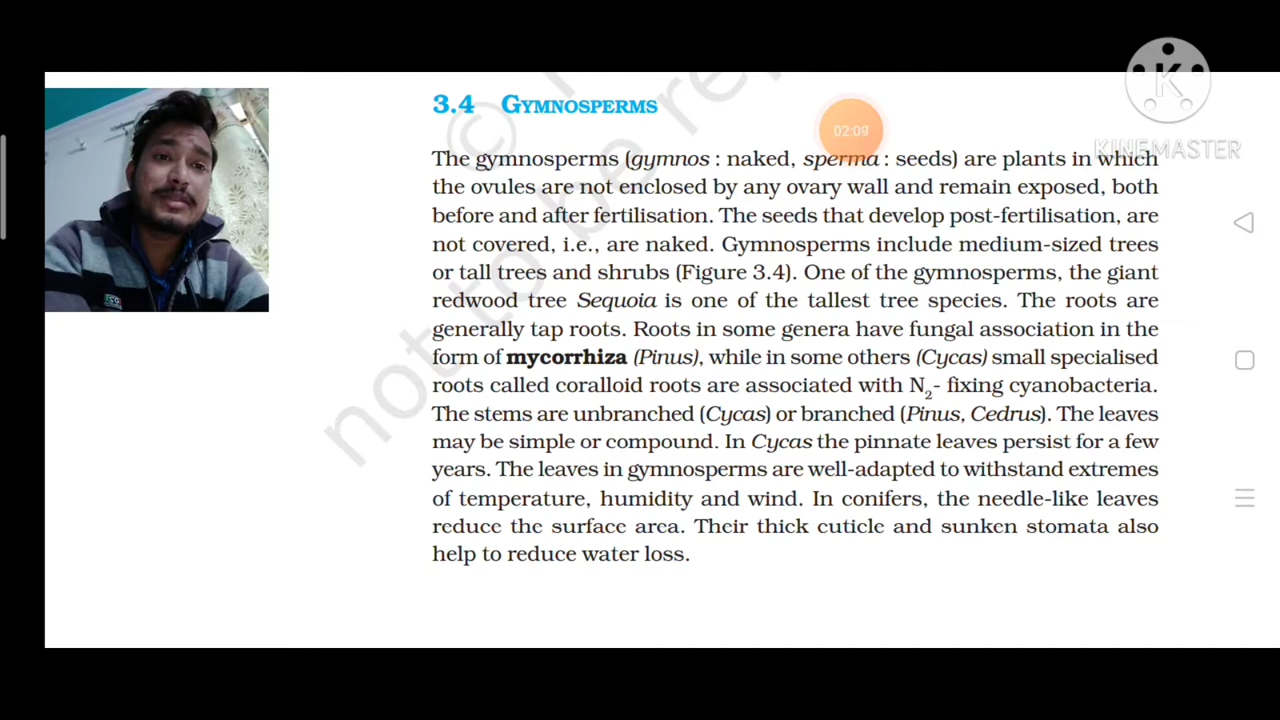 3.4 GYMNOSPERMS
02:09
K
KINEMASTER
The gymnosperms (gymnos : naked, sperma : seeds) are plants in which
the ovules are not enclosed by any ovary wall and remain exposed, both
before and after fertilisation. The seeds that develop post-fertilisation, are
not covered, i.e., are naked. Gymnosperms include medium-sized trees
or tall trees and shrubs (Figure 3.4). One of the gymnosperms, the giant
redwood tree Sequoia is one of the tallest tree species. The roots are
generally tap roots. Roots in some genera have fungal association in the
form of mycorrhiza (Pinus), while in some others (Cycas) small specialised
roots called coralloid roots are associated with N₂- fixing cyanobacteria.
The stems are unbranched (Cycas) or branched (Pinus, Cedrus). The leaves
may be simple or compound. In Cycas the pinnate leaves persist for a few
years. The leaves in gymnosperms are well-adapted to withstand extremes
of temperature, humidity and wind. In conifers, the needle-like leaves
reduce the surface area. Their thick cuticle and sunken stomata also
help to reduce water loss.
©
not to be re